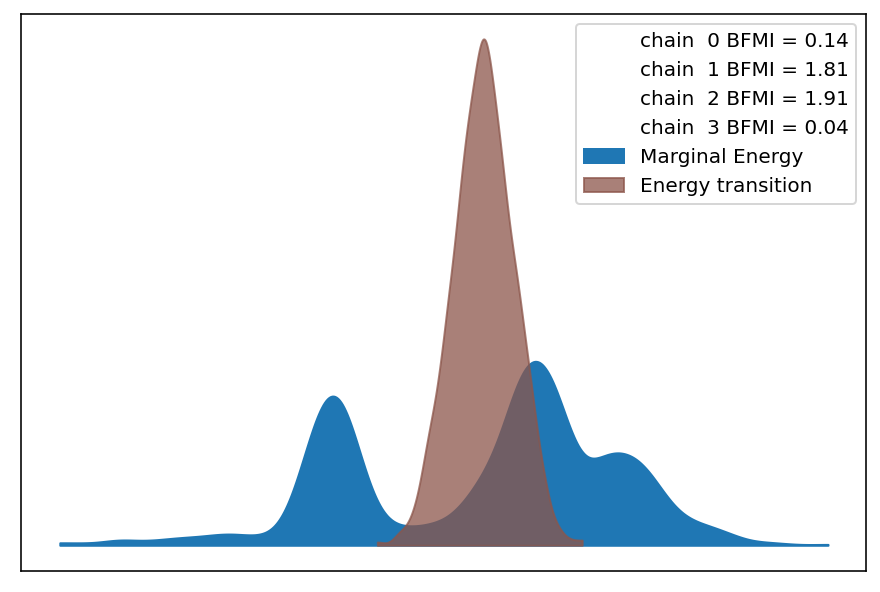 chain  0 BFMI = 0.14
chain  1 BFMI = 1.81
chain  2 BFMI = 1.91
chain  3 BFMI = 0.04
Marginal Energy
Energy transition